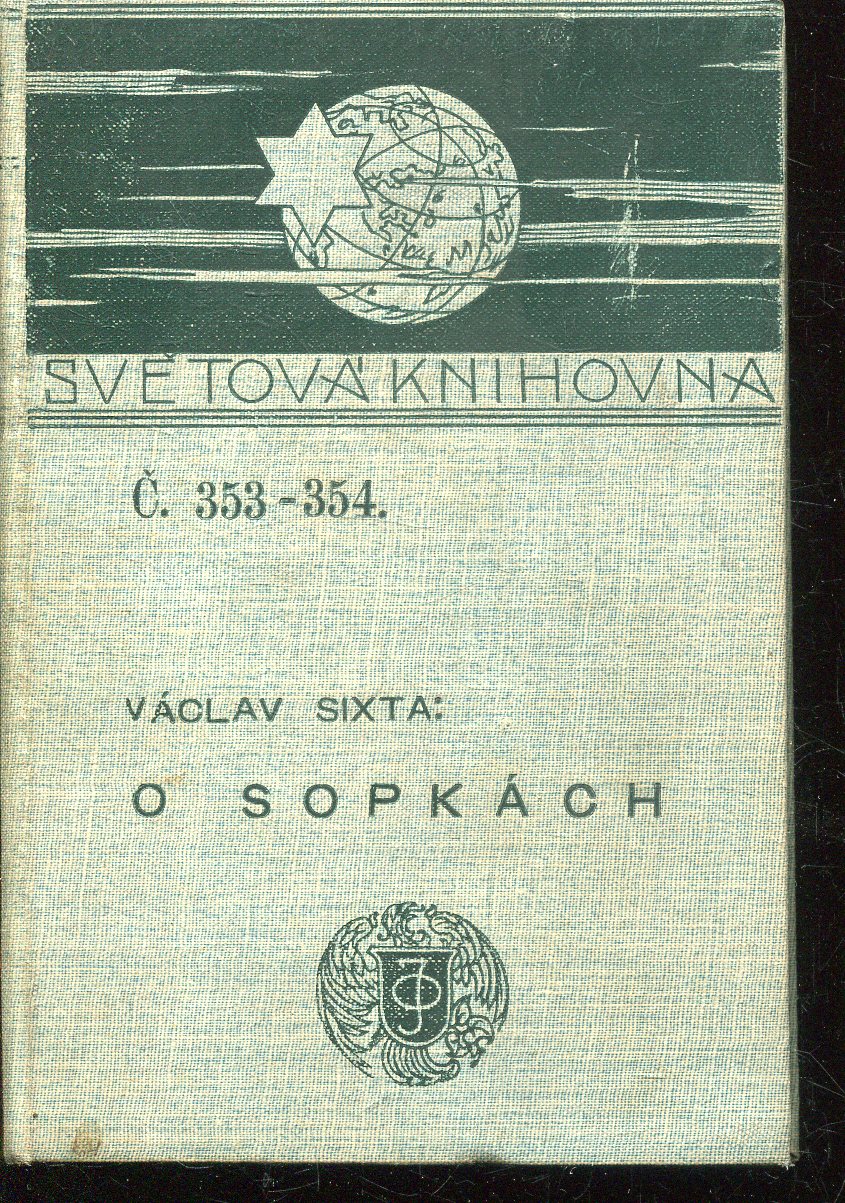 SVĚTOVÁ KNIHOVNA
Č. 353-354.
VÁCLAV SIXTA:
O SOPKÁCH